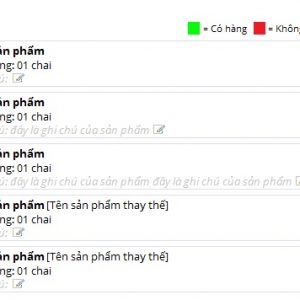 = Có hàng = Khôn
ản phẩm
ng: 01 chai
ú:
ản phẩm
ng: 01 chai
ú: đây là ghi chú của sản phẩm
ản phẩm
ng: 01 chai
ú: đây là ghi chú của sản phẩm đây là ghi chú của sản phẩm
ản phẩm [Tên sản phẩm thay thế]
ng: 01 chai
ú:
ản phẩm [Tên sản phẩm thay thế]
ng: 01 chai
ú: